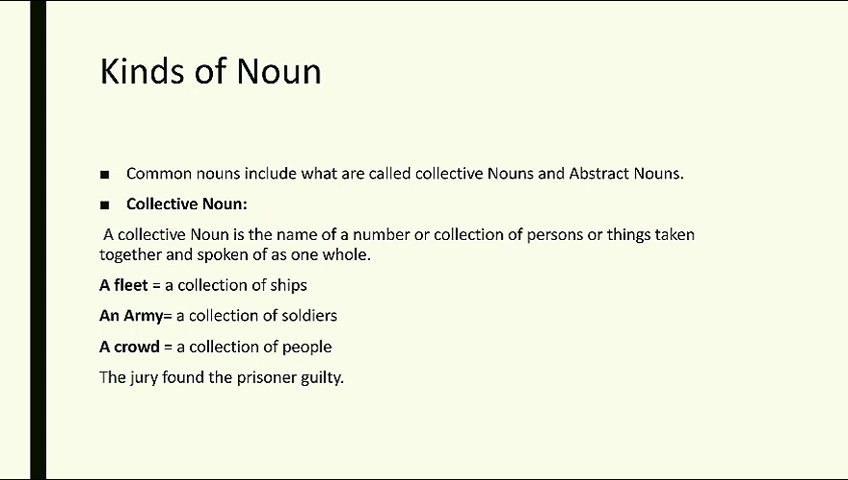 Kinds of Noun
▪ Common nouns include what are called collective Nouns and Abstract Nouns.
▪ Collective Noun:
A collective Noun is the name of a number or collection of persons or things taken
together and spoken of as one whole.
A fleet = a collection of ships
An Army= a collection of soldiers
A crowd = a collection of people
The jury found the prisoner guilty.